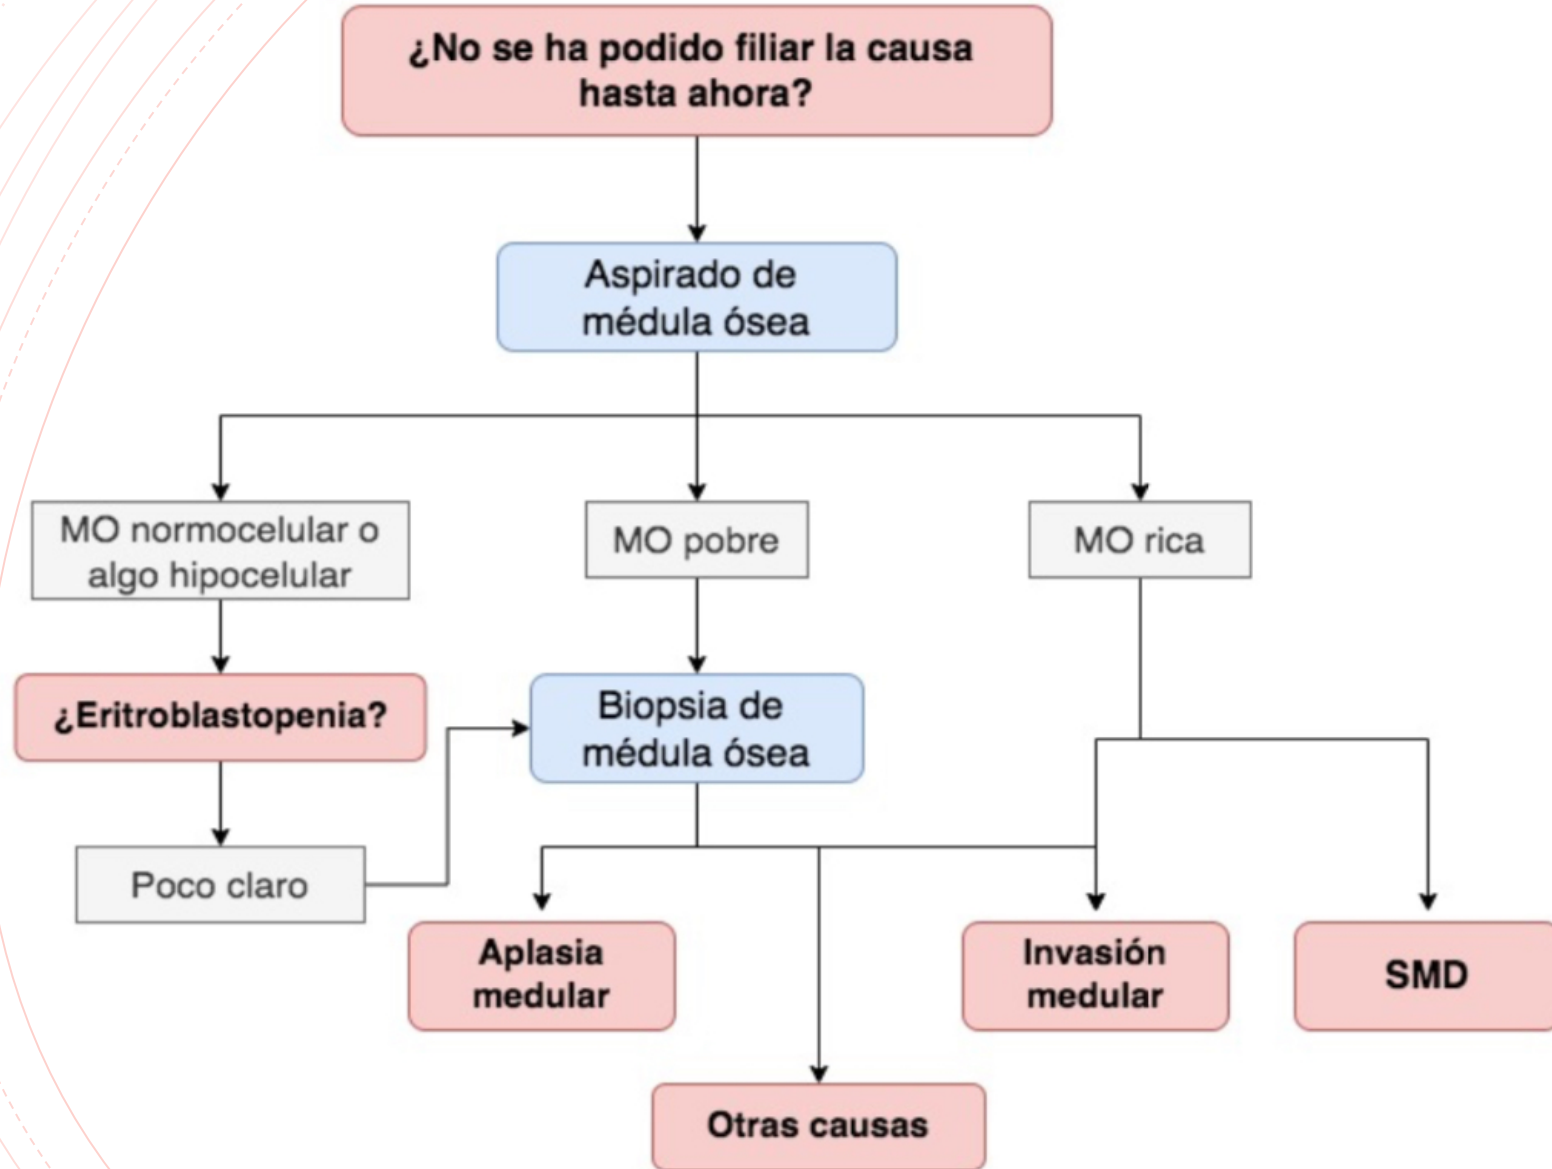 ¿No se ha podido filiar la causa
hasta ahora?
Aspirado de
médula ósea
MO normocelular o
algo hipocelular
MO pobre
MO rica
¿Eritroblastopenia?
Biopsia de
médula ósea
Poco claro
Aplasia
medular
Invasión
medular
SMD
Otras causas